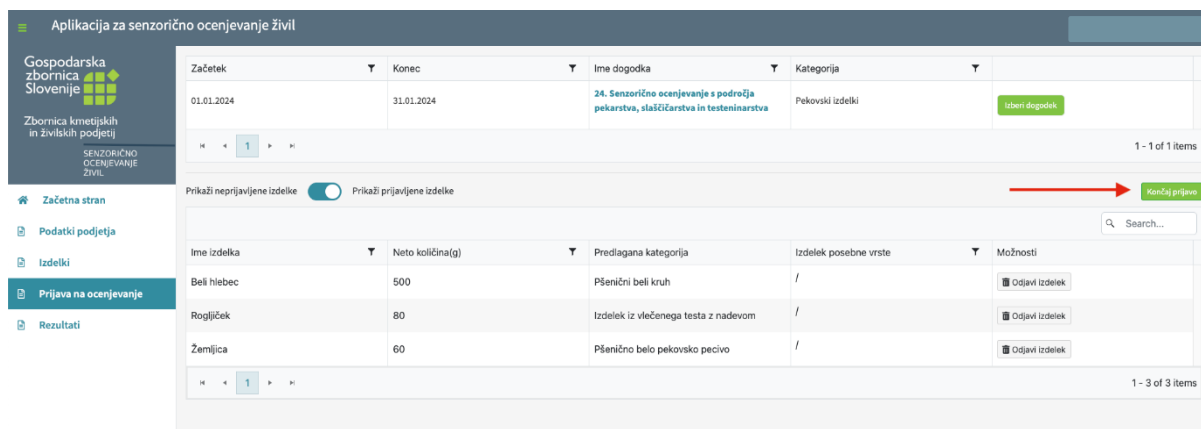 Aplikacija za senzorično ocenjevanje živil
Gospodarska
zbornica
Slovenije
Zbornica kmetijskih
in živilskih podjetij
SENZORIČNO
OCENJEVANJE
ŽIVIL
Začetna stran
Podatki podjetja
Izdelki
Prijava na ocenjevanje
Rezultati
Začetek Konec Ime dogodka Kategorija
01.01.2024 31.01.2024 24. Senzorično ocenjevanje s področja pekarstva, slaščičarstva in testeninarstva Pekovski izdelki Izberi dogodek
1 1 - 1 of 1 items
Prikaži neprijavljene izdelke Prikaži prijavljene izdelke Končaj prijavo
Search...
Ime izdelka Neto količina(g) Predlagana kategorija Izdelek posebne vrste Možnosti
Beli hlebec 500 Pšenični beli kruh / Odjavi izdelek
Rogljiček 80 Izdelek iz vlečenega testa z nadevom / Odjavi izdelek
Žemljica 60 Pšenično belo pekovsko pecivo / Odjavi izdelek
1 1 - 3 of 3 items